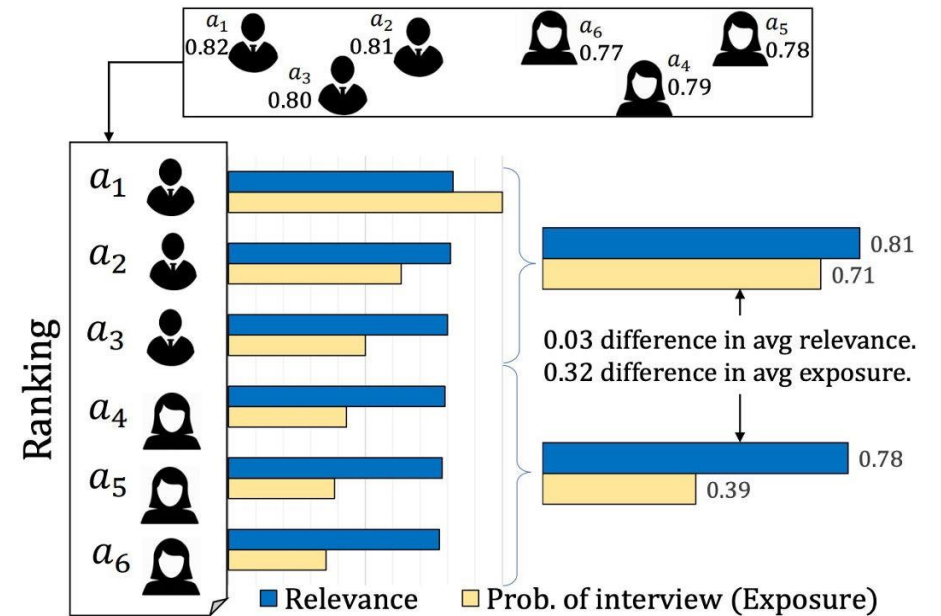 a₁
0.82
a₂
0.81
a₃
0.80
a₆
0.77
a₄
0.79
a₅
0.78
Ranking
a₁
a₂
a₃
a₄
a₅
a₆
0.81
0.71
0.03 difference in avg relevance.
0.32 difference in avg exposure.
0.78
0.39
Relevance
Prob. of interview (Exposure)